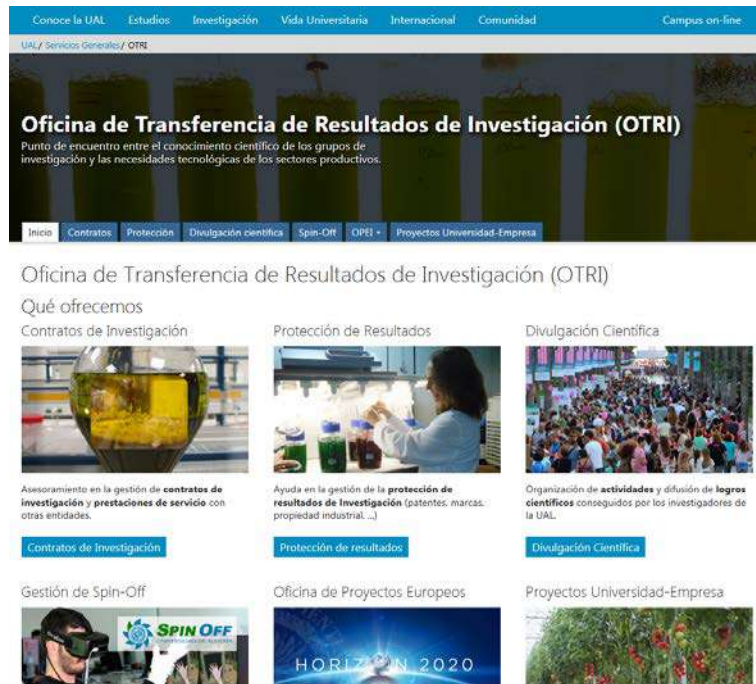 Conoce la UAL Estudios Investigación Vida Universitaria Internacional Comunidad Campus on-line
UAL/ Servicios Generales/ OTRI
Oficina de Transferencia de Resultados de Investigación (OTRI)
Punto de encuentro entre el conocimiento científico de los grupos de
investigación y las necesidades tecnológicas de los sectores productivos.
Inicio Contratos Protección Divulgación científica Spin-Off OPEI Proyectos Universidad-Empresa
Oficina de Transferencia de Resultados de Investigación (OTRI)
Qué ofrecemos
Contratos de Investigación
Asesoramiento en la gestión de contratos de
investigación y prestaciones de servicio con
otras entidades.
Contratos de Investigación
Protección de Resultados
Ayuda en la gestión de la protección de
resultados de Investigación (patentes, marcas,
propiedad industrial, ...)
Protección de resultados
Divulgación Científica
Organización de actividades y difusión de logros
científicos conseguidos por los investigadores de
la UAL.
Divulgación Científica
Gestión de Spin-Off
SPIN OFF
Oficina de Proyectos Europeos
HORIZON 2020
Proyectos Universidad-Empresa